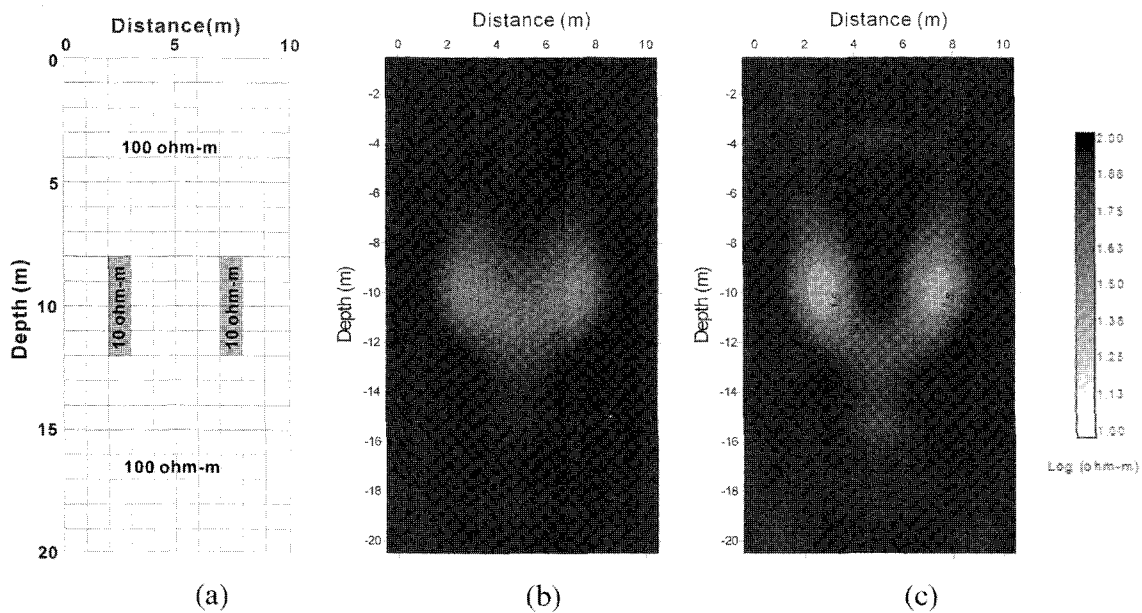 Distance(m)
0 5 10
0
5
10
15
20
Depth (m)
100 ohm-m
10 ohm-m
10 ohm-m
100 ohm-m
(a)
Distance (m)
0 2 4 6 8 10
-2
-4
-6
-8
-10
-12
-14
-16
-18
-20
Depth (m)
(b)
Distance (m)
0 2 4 6 8 10
-2
-4
-6
-8
-10
-12
-14
-16
-18
-20
Depth (m)
(c)
2.00
1.88
1.75
1.63
1.50
1.38
1.25
1.13
1.00
Log (ohm-m)